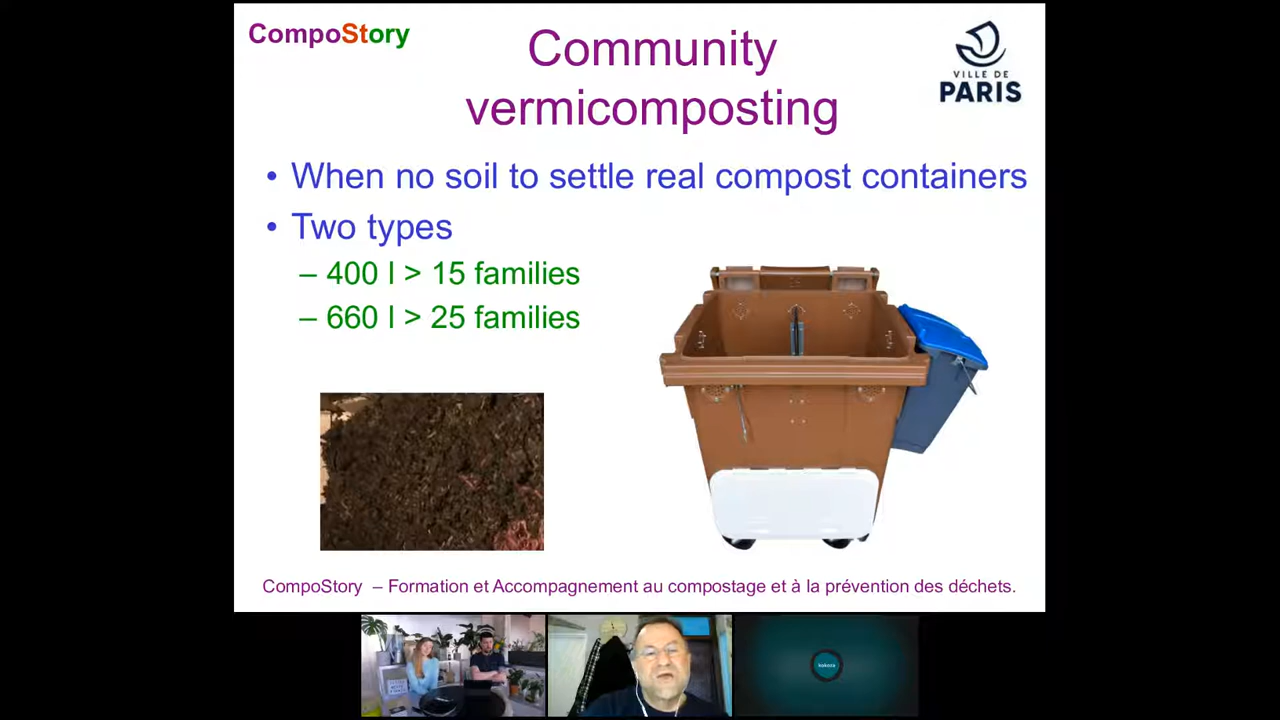 CompoStory
Community
vermicomposting
VILLE DE
PARIS
• When no soil to settle real compost containers
• Two types
– 400 l > 15 families
– 660 l > 25 families
CompoStory – Formation et Accompagnement au compostage et à la prévention des déchets.